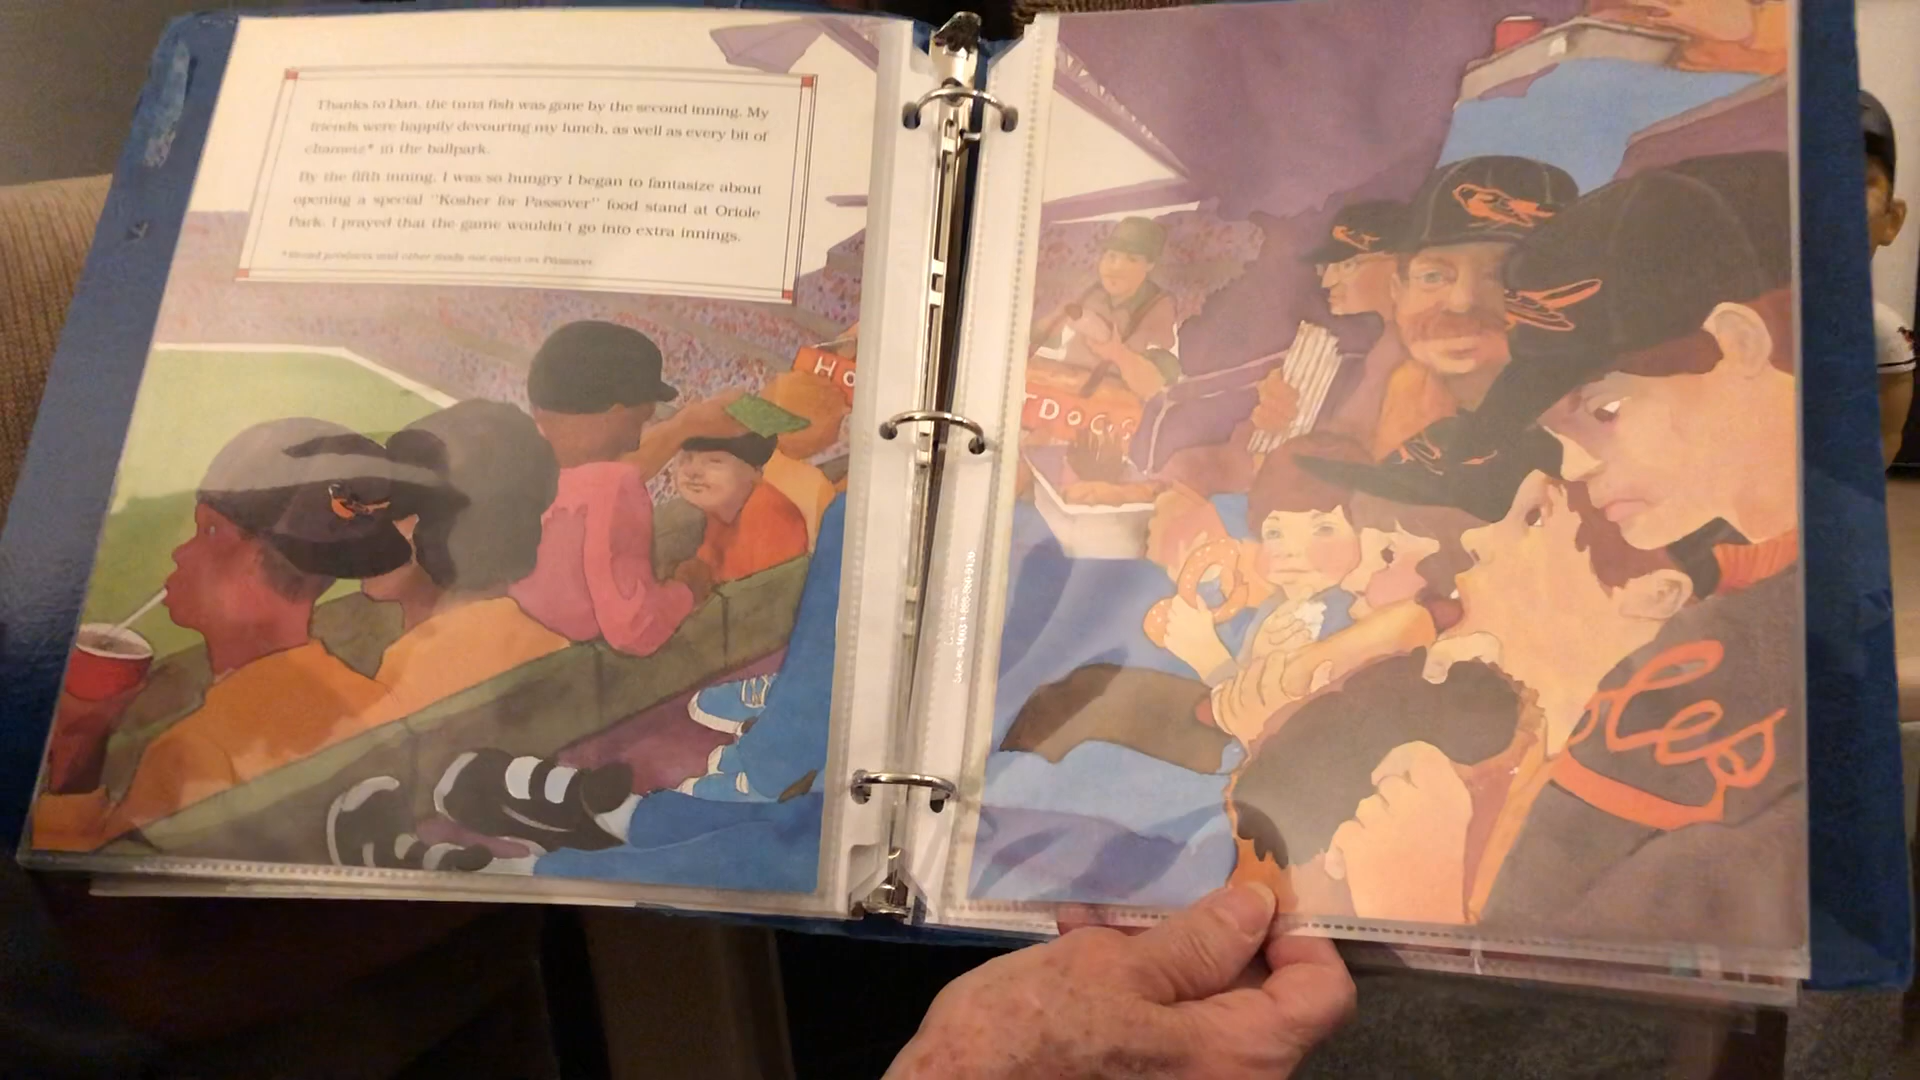 Thanks to Dan, the tuna fish was gone by the second inning. My
friends were happily devouring my lunch, as well as every bit of
chametz* in the ballpark.
By the fifth inning, I was so hungry I began to fantasize about
opening a special "Kosher for Passover" food stand at Oriole
Park. I prayed that the game wouldn't go into extra innings.
*Bread products and other foods not eaten on Passover.
HO
T DOGS
les